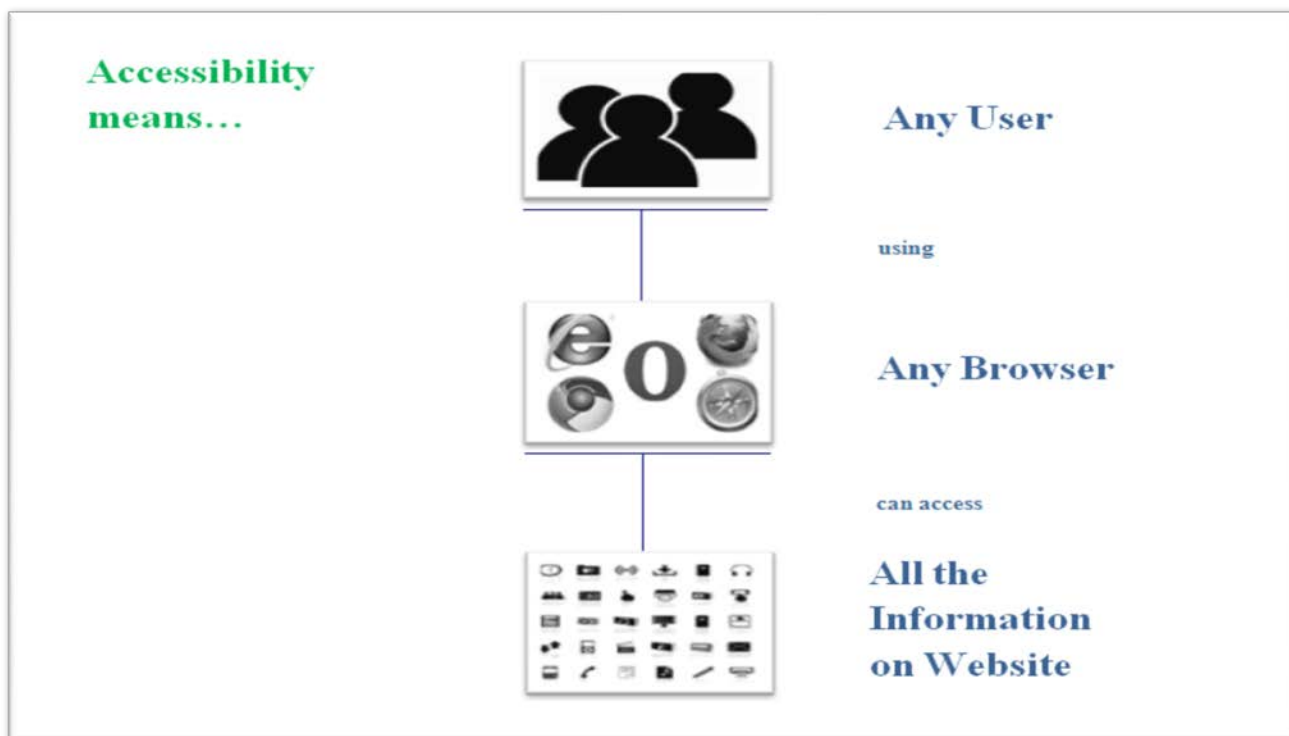 Accessibility
means…
Any User
using
Any Browser
can access
All the
Information
on Website